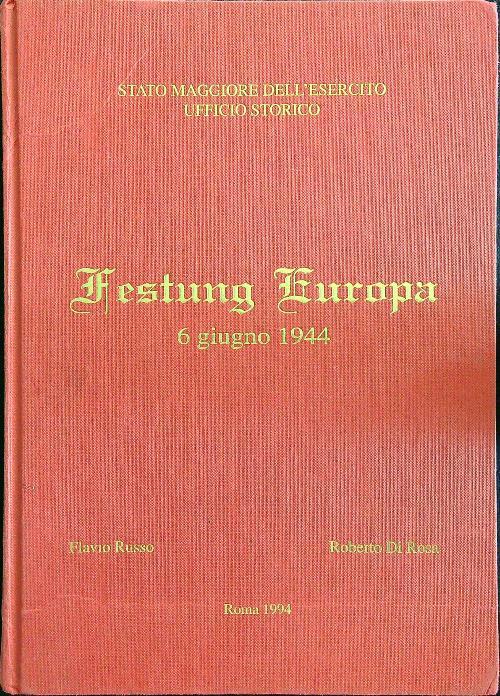 STATO MAGGIORE DELL'ESERCITO
UFFICIO STORICO
Festung Europa
6 giugno 1944
Flavio Russo Roberto Di Rosa
Roma 1994